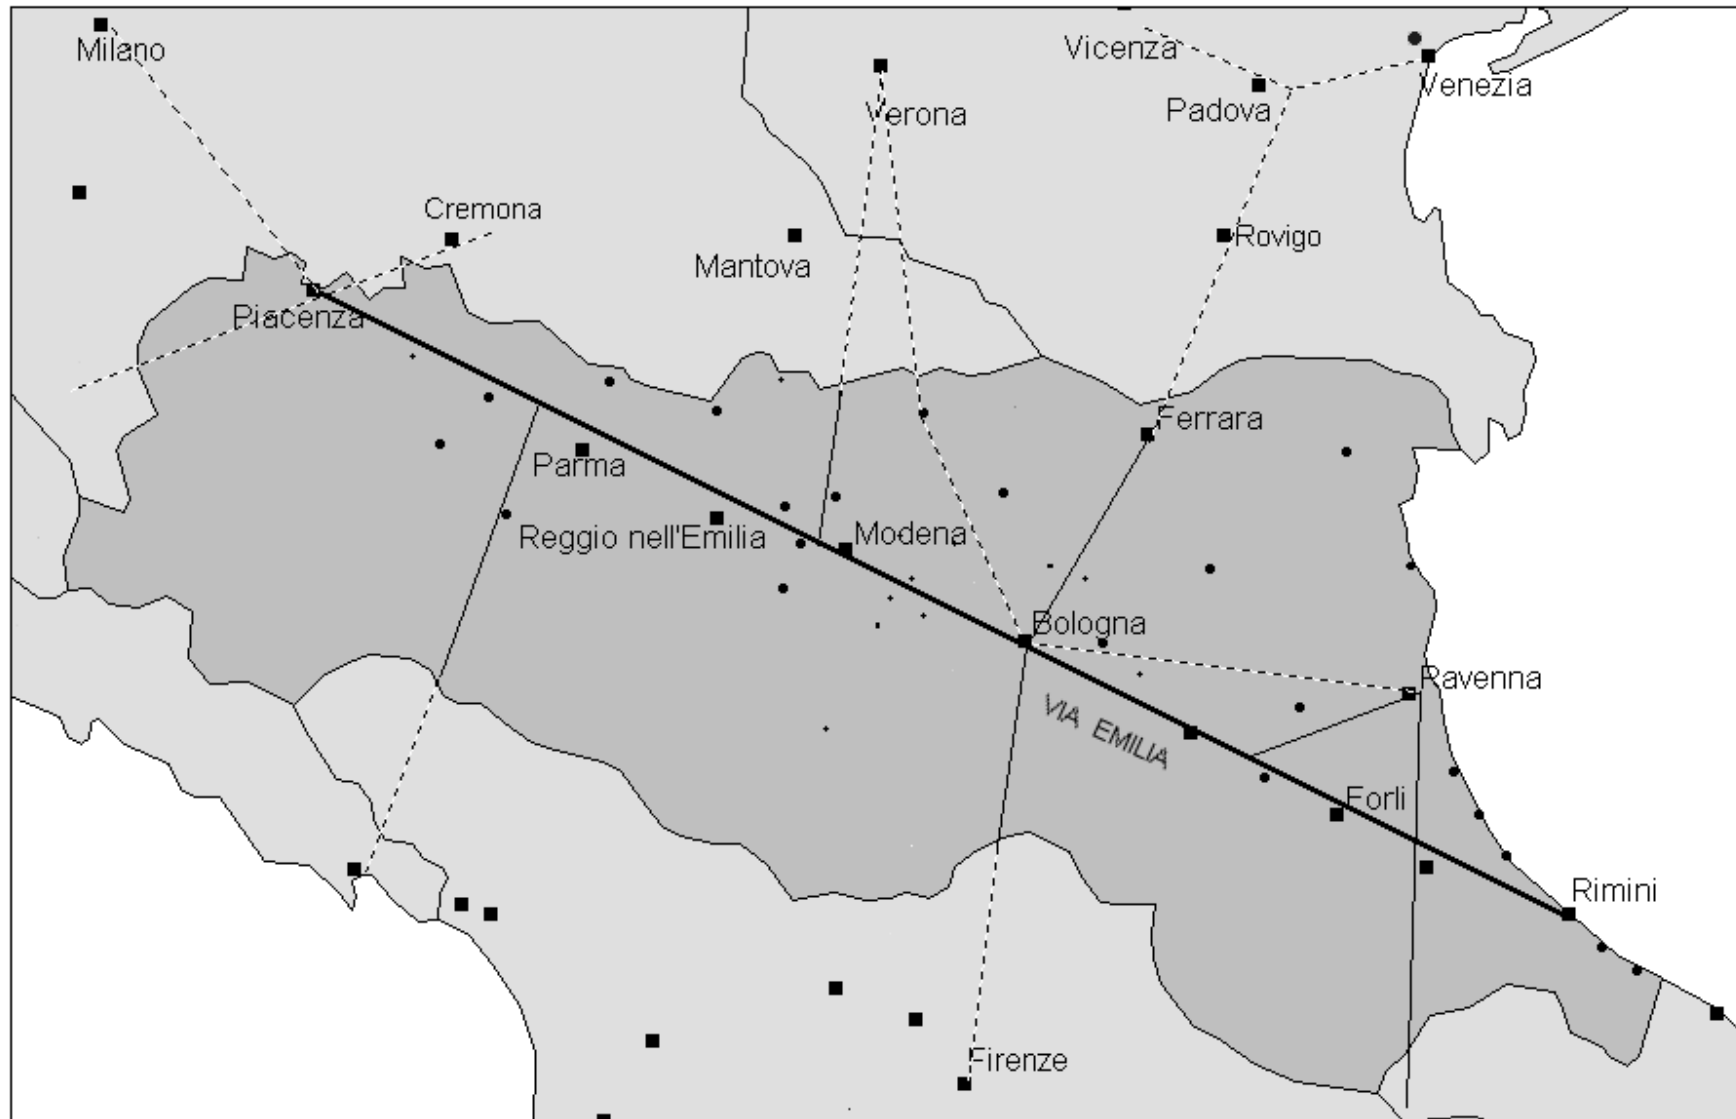 Milano
Vicenza
Venezia
Padova
Verona
Cremona
Rovigo
Mantova
Piacenza
Ferrara
Parma
Reggio nell'Emilia
Modena
Bologna
Ravenna
VIA EMILIA
Forli
Rimini
Firenze